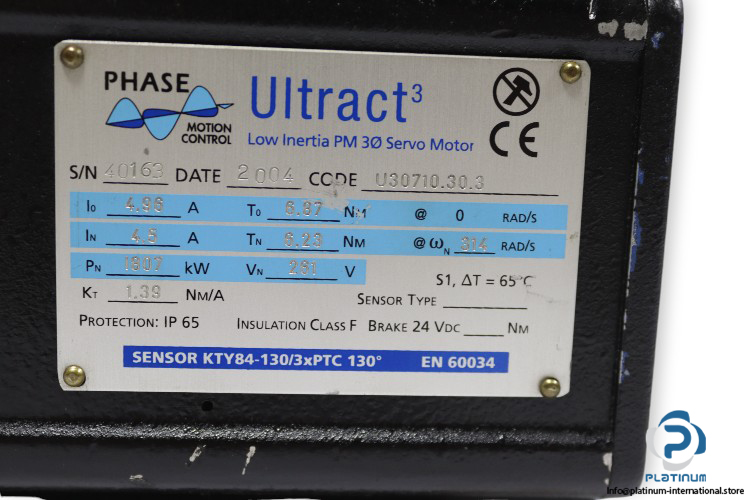 PHASE
MOTION
CONTROL
Ultract³
Low Inertia PM 3Ø Servo Motor
CE
S/N 40163 DATE 2004 CODE U30710.30.3
I0 4.96 A T0 6.87 NM @ 0 RAD/S
IN 4.5 A TN 6.23 NM @ ωN 314 RAD/S
PN 1807 kW VN 291 V
S1, ΔT = 65°C
KT 1.39 NM/A SENSOR TYPE
PROTECTION: IP 65 INSULATION CLASS F BRAKE 24 VDC NM
SENSOR KTY84-130/3xPTC 130° EN 60034
PLATINUM
info@platinum-international.store